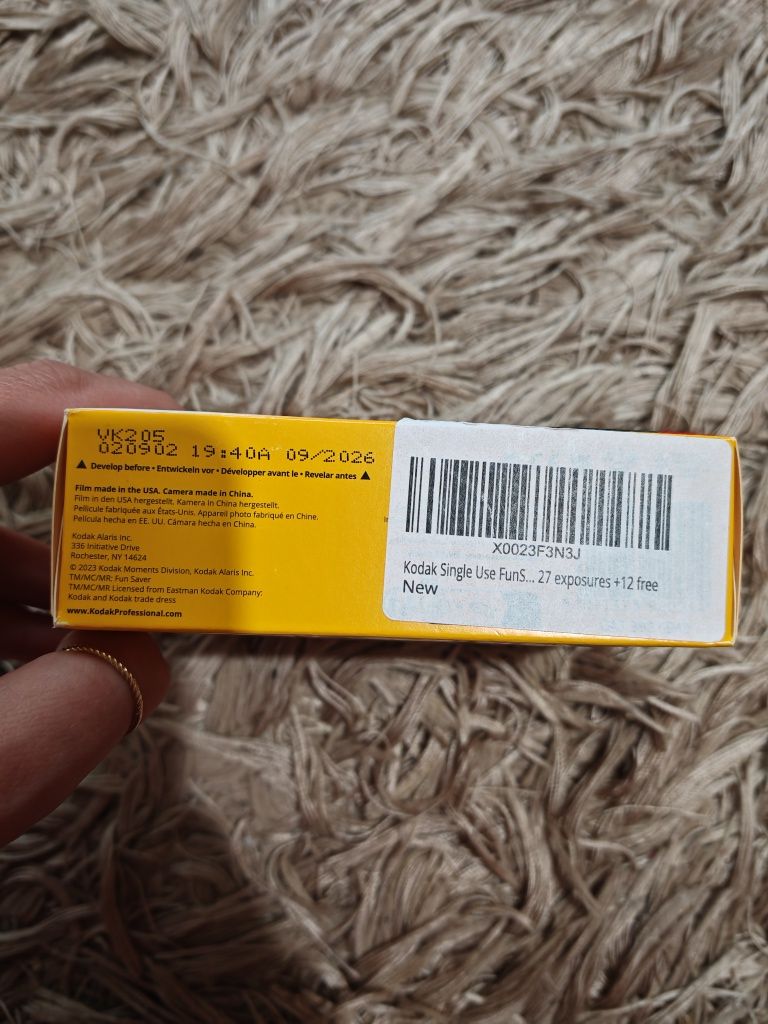 VK205
020902 19:40A 09/2026
▲ Develop before • Entwickeln vor • Développer avant le • Revelar antes ▲
Film made in the USA. Camera made in China.
Film in den USA hergestellt, Kamera in China hergestellt.
Pellicule fabriquée aux États-Unis. Appareil photo fabriqué en Chine.
Película hecha en EE. UU. Cámara hecha en China.
Kodak Alaris Inc.
336 Initiative Drive
Rochester, NY 14624
© 2023 Kodak Moments Division, Kodak Alaris Inc.
TM/MC/MR: Fun Saver
TM/MC/MR Licensed from Eastman Kodak Company:
Kodak and Kodak trade dress
www.KodakProfessional.com
X0023F3N3J
Kodak Single Use FunS... 27 exposures +12 free
New